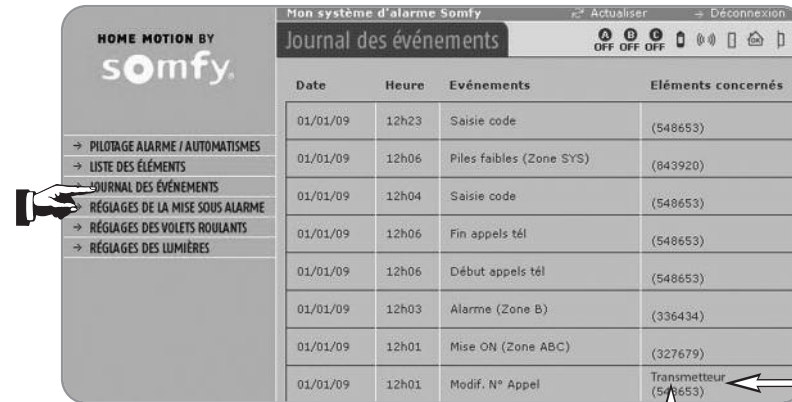 Mon système d'alarme Somfy
Actualiser
Déconnexion
HOME MOTION BY
somfy.
Journal des événements
A B C
OFF OFF OFF
OK
Date Heure Evénements Eléments concernés
01/01/09 12h23 Saisie code (548653)
01/01/09 12h06 Piles faibles (Zone SYS) (843920)
01/01/09 12h04 Saisie code (548653)
01/01/09 12h06 Fin appels tél (548653)
01/01/09 12h06 Début appels tél (548653)
01/01/09 12h03 Alarme (Zone B) (336434)
01/01/09 12h01 Mise ON (Zone ABC) (327679)
01/01/09 12h01 Modif. N° Appel Transmetteur
(548653)
→ PILOTAGE ALARME / AUTOMATISMES
→ LISTE DES ÉLÉMENTS
JOURNAL DES ÉVÉNEMENTS
RÉGLAGES DE LA MISE SOUS ALARME
→ RÉGLAGES DES VOLETS ROULANTS
→ RÉGLAGES DES LUMIÈRES